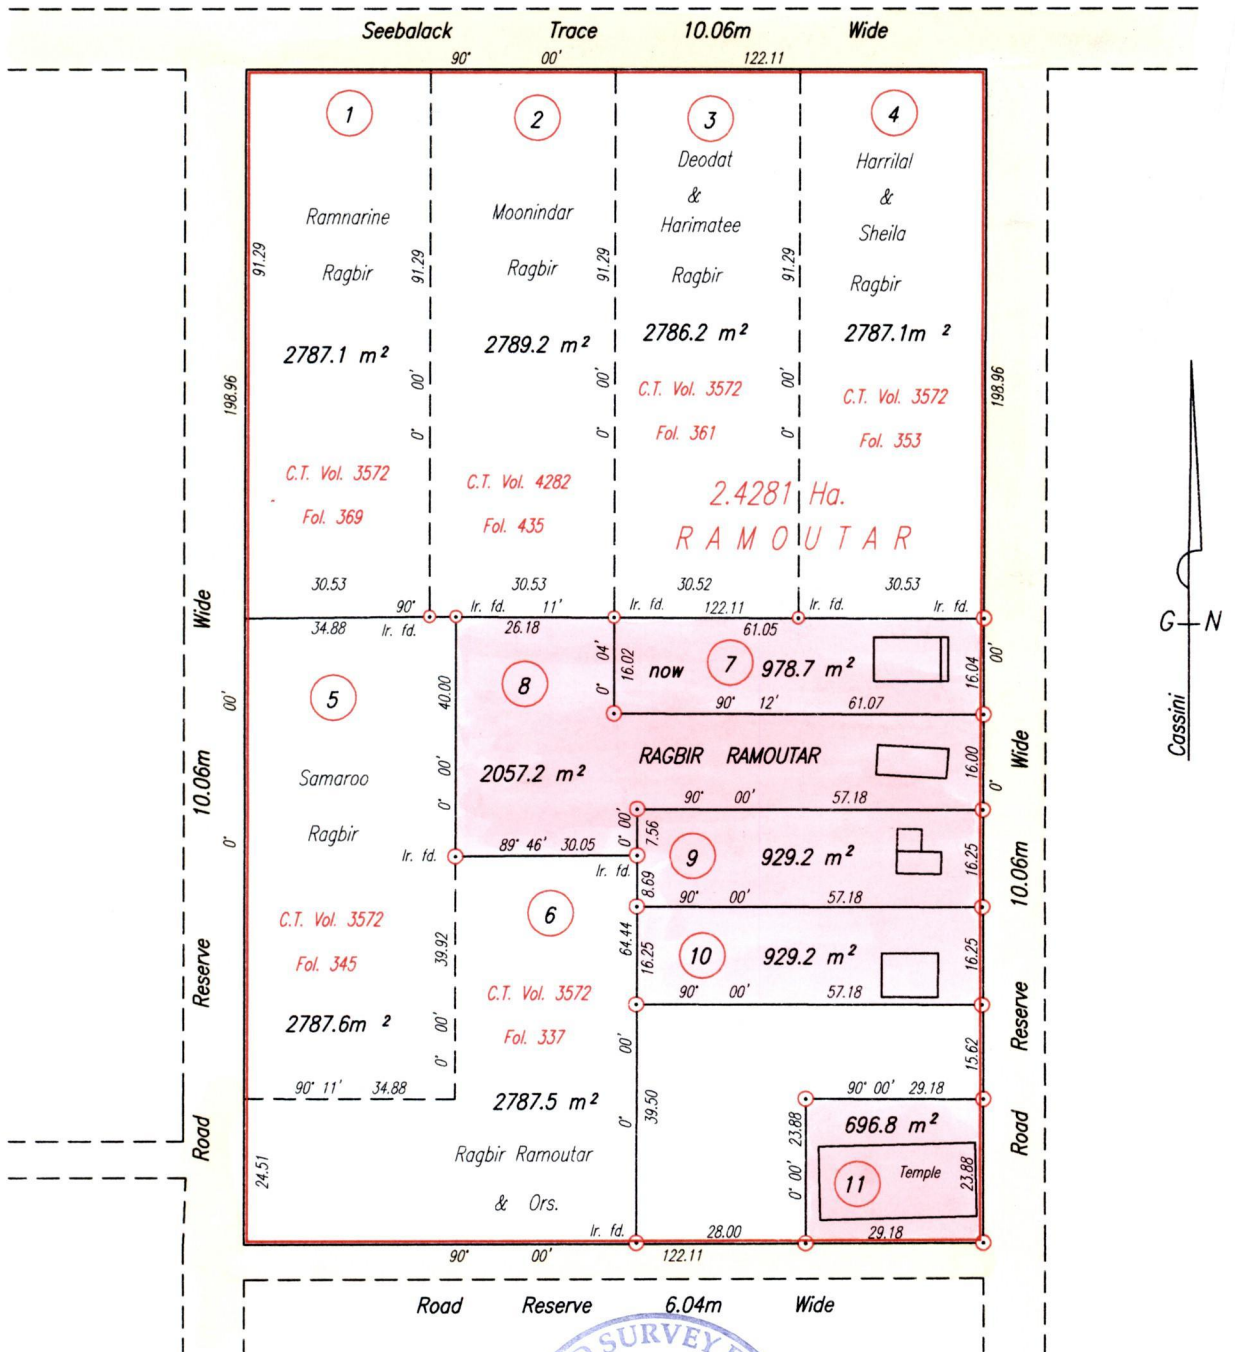 Seebalack Trace 10.06m Wide
90° 00' 122.11
1
2
3
4
Ramnarine
Ragbir
2787.1 m²
C.T. Vol. 3572
Fol. 369
91.29
198.96
30.53
Moonindar
Ragbir
2789.2 m²
C.T. Vol. 4282
Fol. 435
91.29
0° 00'
30.53
Deodat
&
Harimatee
Ragbir
2786.2 m²
C.T. Vol. 3572
Fol. 361
91.29
0° 00'
30.52
Harrilal
&
Sheila
Ragbir
2787.1m ²
C.T. Vol. 3572
Fol. 353
91.29
0° 00'
30.53
198.96
2.4281 Ha.
RAMOUTAR
90° Ir. fd. 11' Ir. fd. 122.11 Ir. fd. Ir. fd.
34.88 Ir. fd. 26.18 61.05
5
Samaroo
Ragbir
C.T. Vol. 3572
Fol. 345
2787.6m ²
90° 11' 34.88
24.51
40.00
0° 00'
Ir. fd.
39.92
0° 00'
8
2057.2 m²
89° 46' 30.05
Ir. fd.
0° 04'
16.02
now 7 978.7 m²
16.04
90° 12' 61.07
RAGBIR RAMOUTAR
16.00
90° 00' 57.18
0° 00'
7.56
9 929.2 m²
16.25
8.69
90° 00' 57.18
64.44
16.25
10 929.2 m²
16.25
90° 00' 57.18
6
C.T. Vol. 3572
Fol. 337
2787.5 m²
Ragbir Ramoutar
& Ors.
Ir. fd.
0° 00'
39.50
15.62
90° 00' 29.18
696.8 m²
23.88
0° 00'
11
Temple
23.88
28.00 29.18
90° 00' 122.11
Road Reserve 10.06m Wide
0° 00'
Road Reserve 10.06m Wide
0° 00'
Road Reserve 6.04m Wide
G N
Cassini
SURVEY